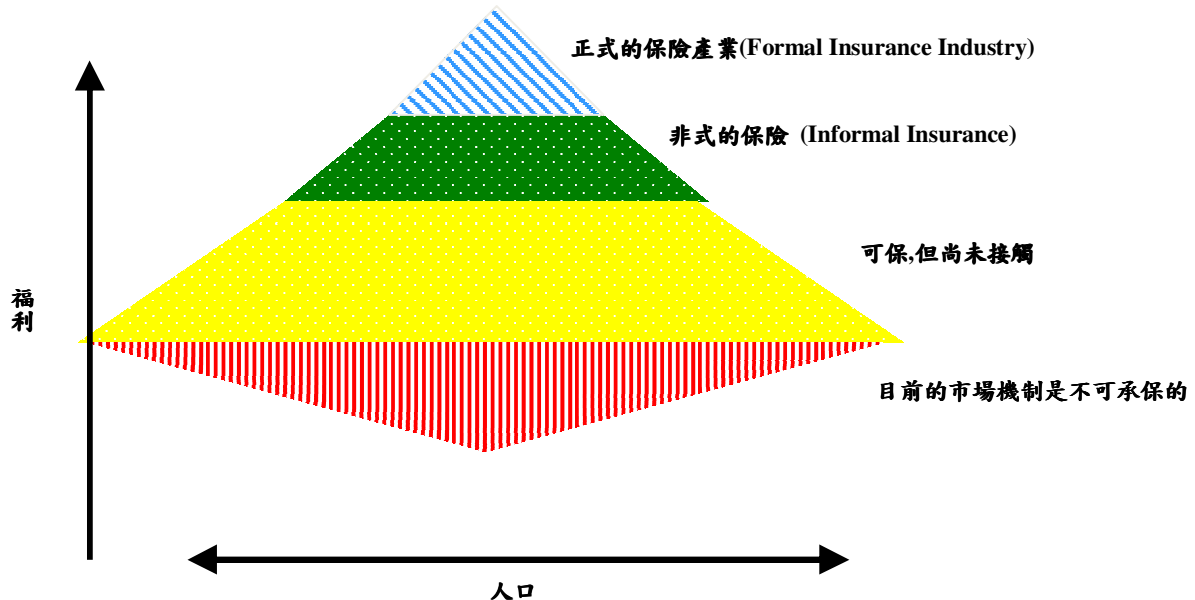 正式的保險產業(Formal Insurance Industry)
非式的保險 (Informal Insurance)
可保,但尚未接觸
福
利
目前的市場機制是不可承保的
人口